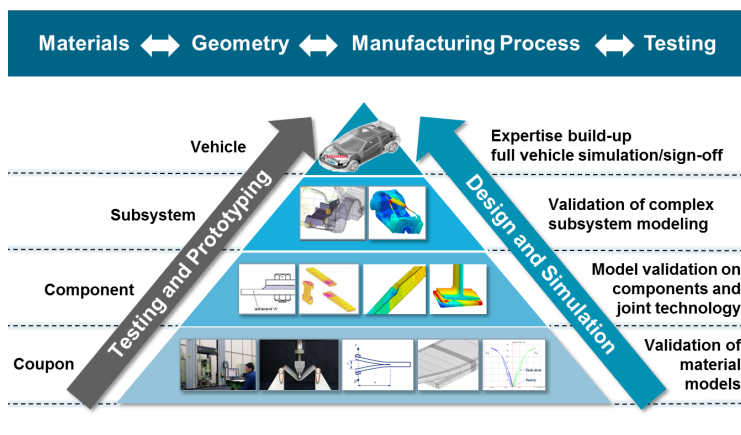 Materials Geometry Manufacturing Process Testing
Vehicle
Expertise build-up
full vehicle simulation/sign-off
Testing and Prototyping
Design and Simulation
Subsystem
Validation of complex
subsystem modeling
Component
adherent 'A'
Model validation on
components and
joint technology
Coupon
Validation of
material
models